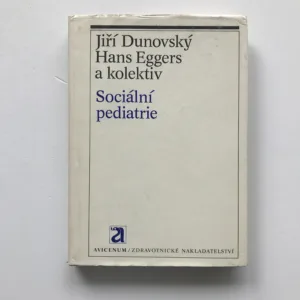 Jiří Dunovský
Hans Eggers
a kolektiv
Sociální
pediatrie
a
AVICENUM/ZDRAVOTNICKÉ NAKLADATELSTVÍ